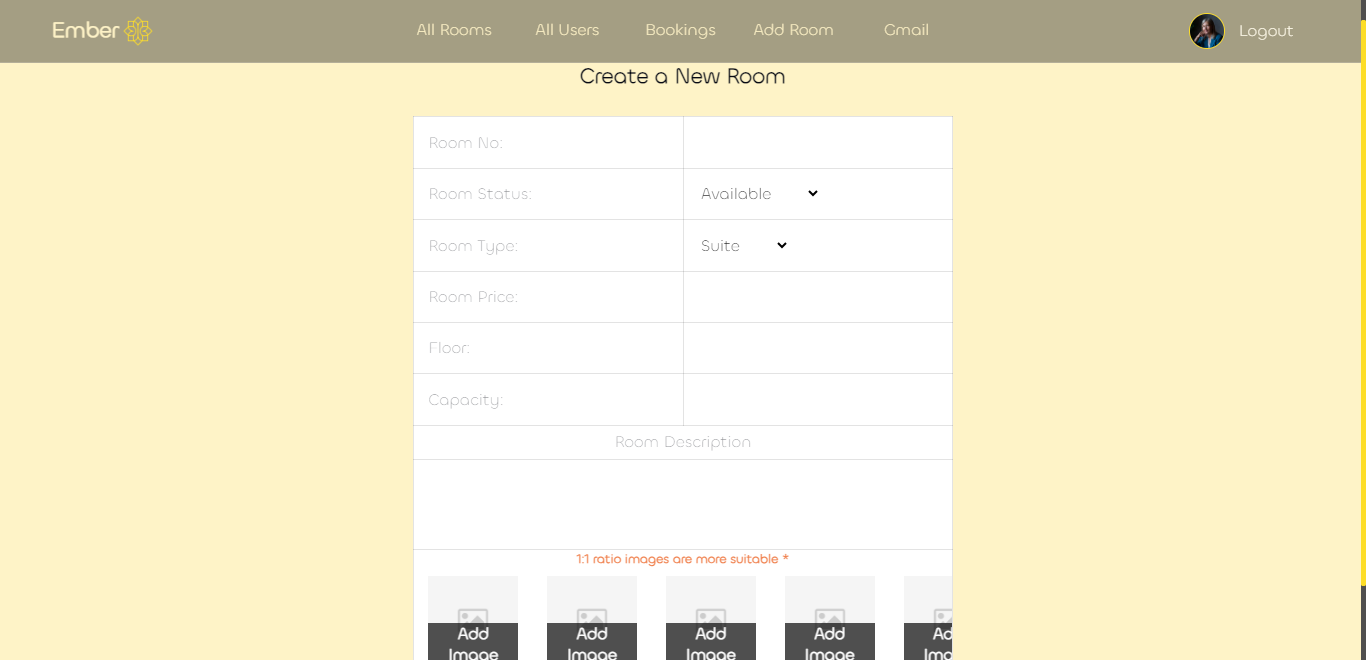 Ember
All Rooms All Users Bookings Add Room Gmail
Logout
Create a New Room
Room No:
Room Status: Available
Room Type: Suite
Room Price:
Floor:
Capacity:
Room Description
1:1 ratio images are more suitable *
Add Add Add Add Ad
Image Image Image Image Ima